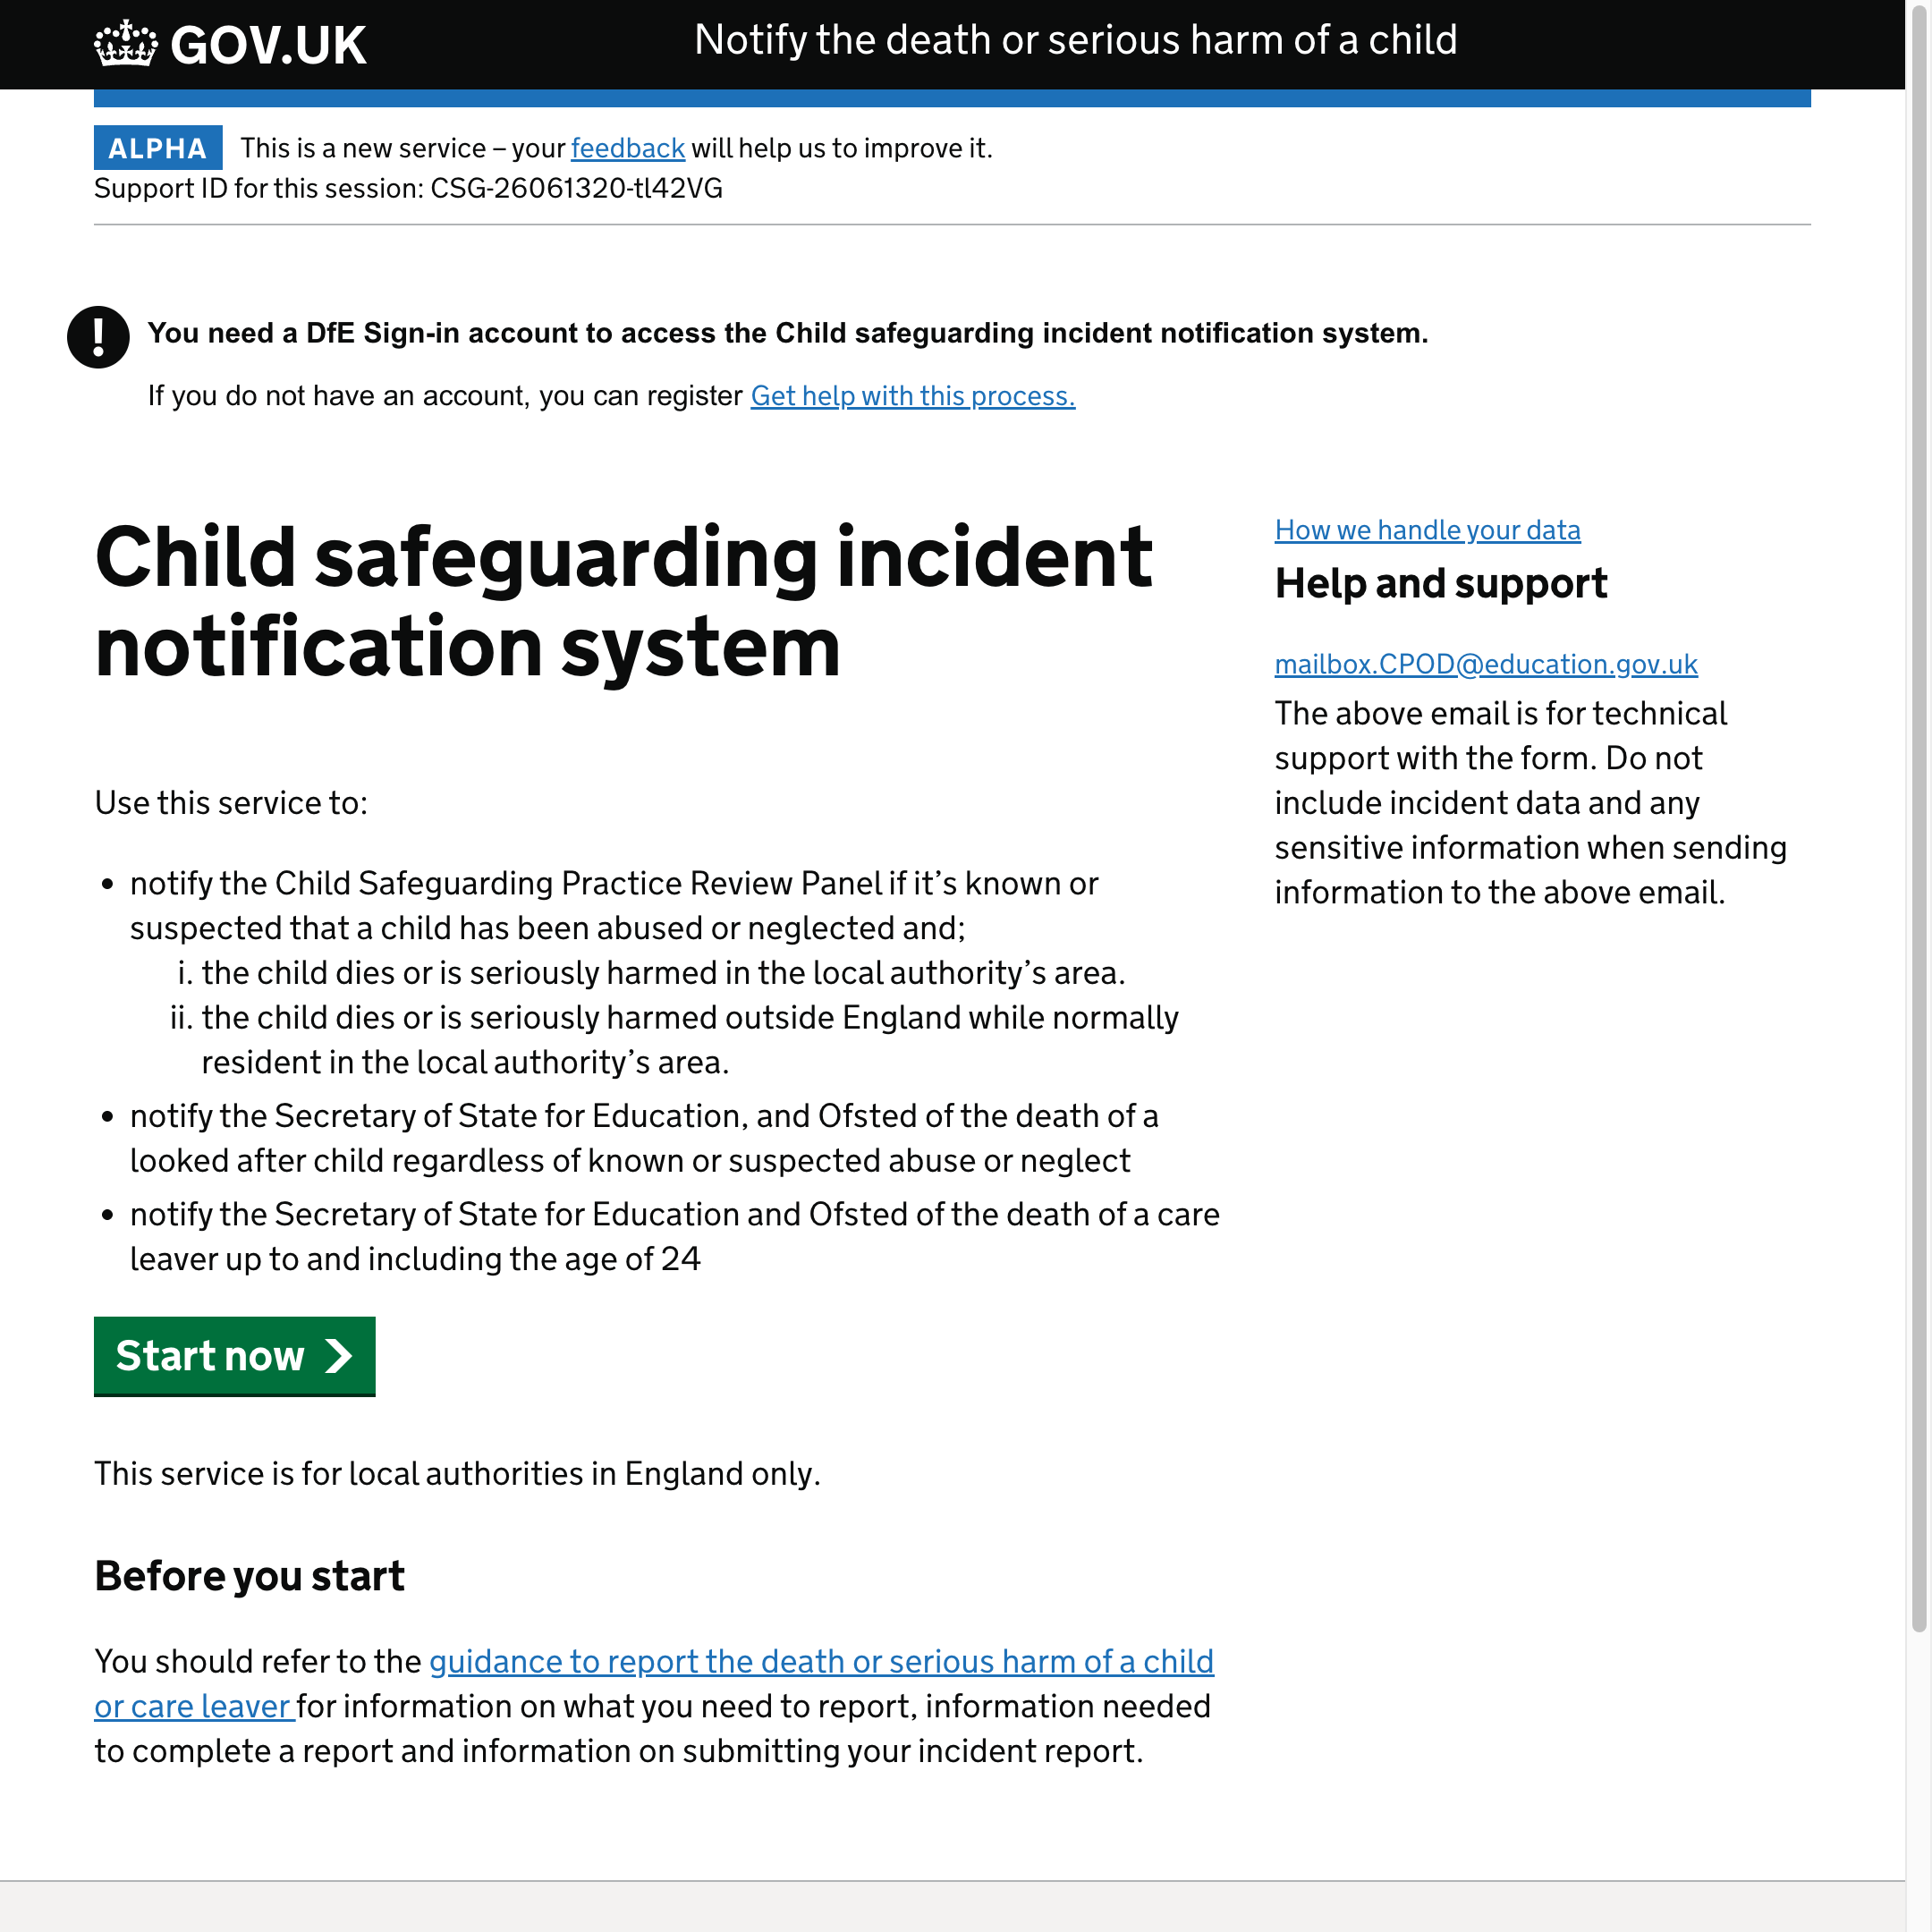 GOV.UK
Notify the death or serious harm of a child
ALPHA This is a new service – your feedback will help us to improve it.
Support ID for this session: CSG-26061320-tl42VG
You need a DfE Sign-in account to access the Child safeguarding incident notification system.
If you do not have an account, you can register Get help with this process.
Child safeguarding incident
notification system
Use this service to:
• notify the Child Safeguarding Practice Review Panel if it’s known or
suspected that a child has been abused or neglected and;
i. the child dies or is seriously harmed in the local authority’s area.
ii. the child dies or is seriously harmed outside England while normally
resident in the local authority’s area.
• notify the Secretary of State for Education, and Ofsted of the death of a
looked after child regardless of known or suspected abuse or neglect
• notify the Secretary of State for Education and Ofsted of the death of a care
leaver up to and including the age of 24
Start now
This service is for local authorities in England only.
Before you start
You should refer to the guidance to report the death or serious harm of a child
or care leaver for information on what you need to report, information needed
to complete a report and information on submitting your incident report.
How we handle your data
Help and support
mailbox.CPOD@education.gov.uk
The above email is for technical
support with the form. Do not
include incident data and any
sensitive information when sending
information to the above email.